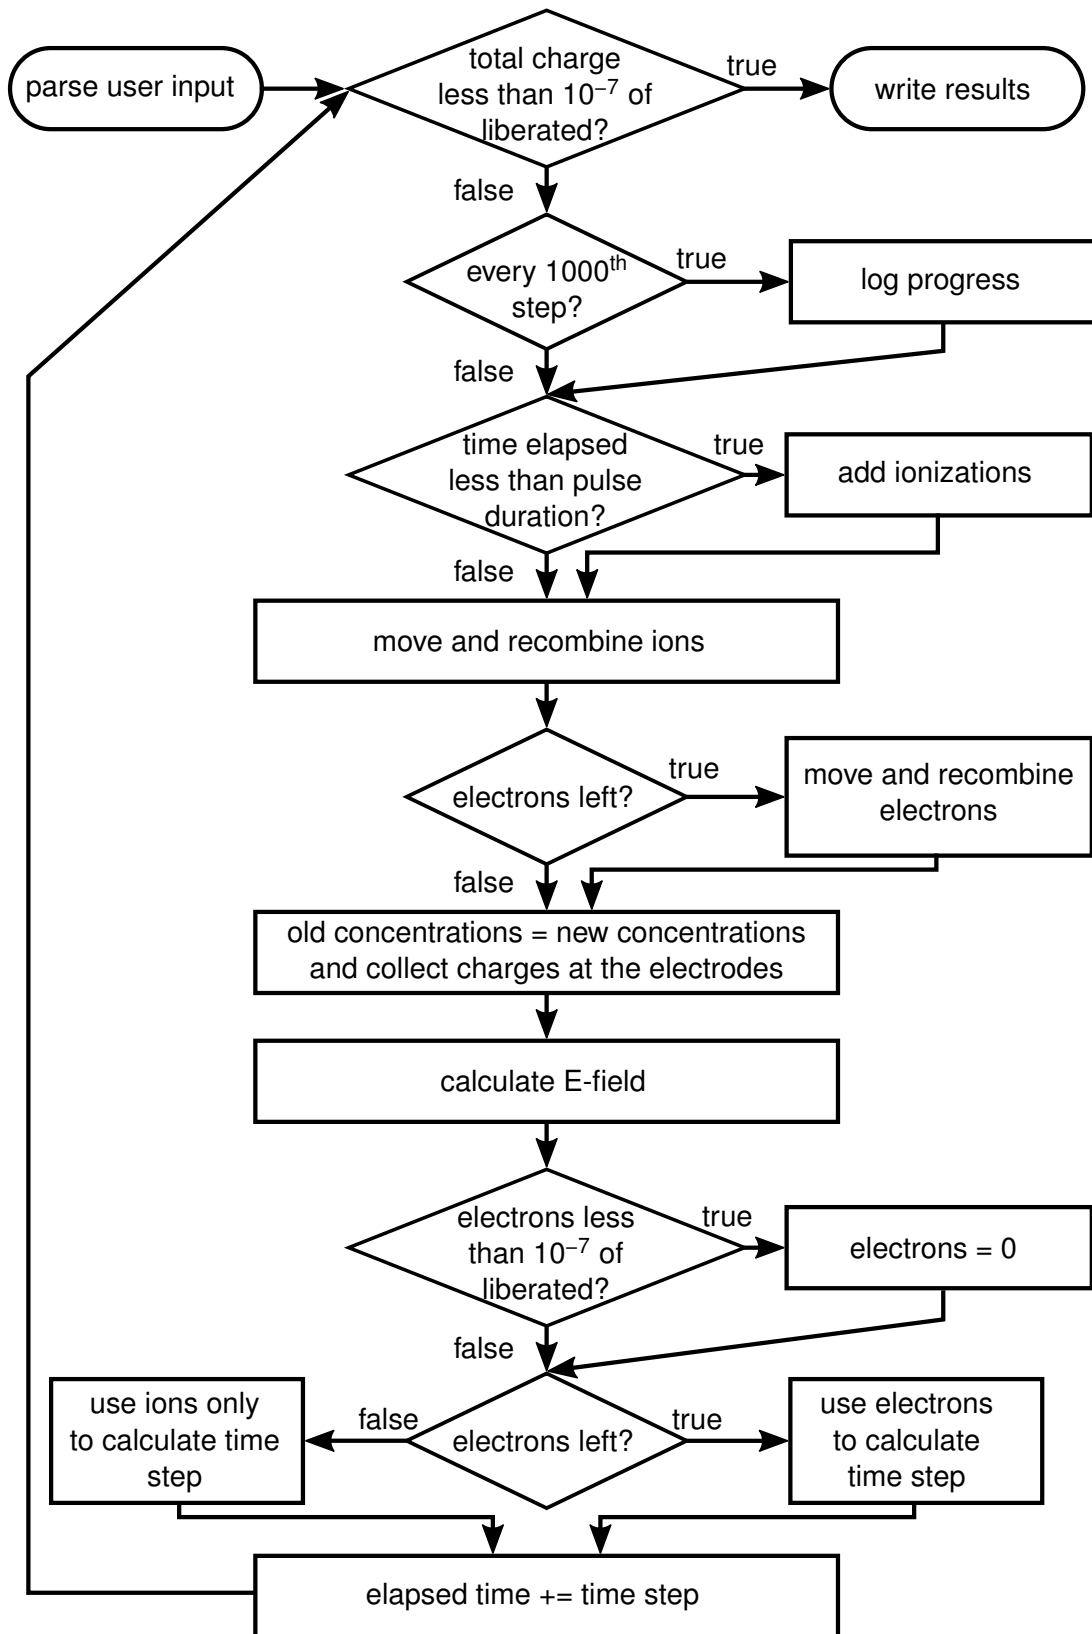 parse user input
total charge
less than 10⁻⁷ of
liberated?
true
write results
false
every 1000ᵗʰ
step?
true
log progress
false
time elapsed
less than pulse
duration?
true
add ionizations
false
move and recombine ions
electrons left?
true
move and recombine
electrons
false
old concentrations = new concentrations
and collect charges at the electrodes
calculate E-field
electrons less
than 10⁻⁷ of
liberated?
true
electrons = 0
false
use ions only
to calculate time
step
false
electrons left?
true
use electrons
to calculate
time step
elapsed time += time step